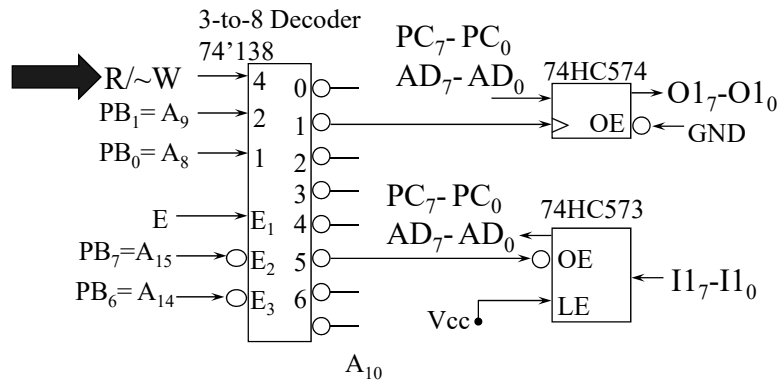 3-to-8 Decoder
74’138
R/~W
4
PB₁= A₉
2
PB₀= A₈
1
E
E₁
PB₇=A₁₅
E₂
PB₆= A₁₄
E₃
0
1
2
3
4
5
6
A₁₀
PC₇- PC₀
AD₇- AD₀
74HC574
O1₇-O1₀
OE
GND
PC₇- PC₀
AD₇- AD₀
74HC573
OE
I1₇-I1₀
LE
Vcc